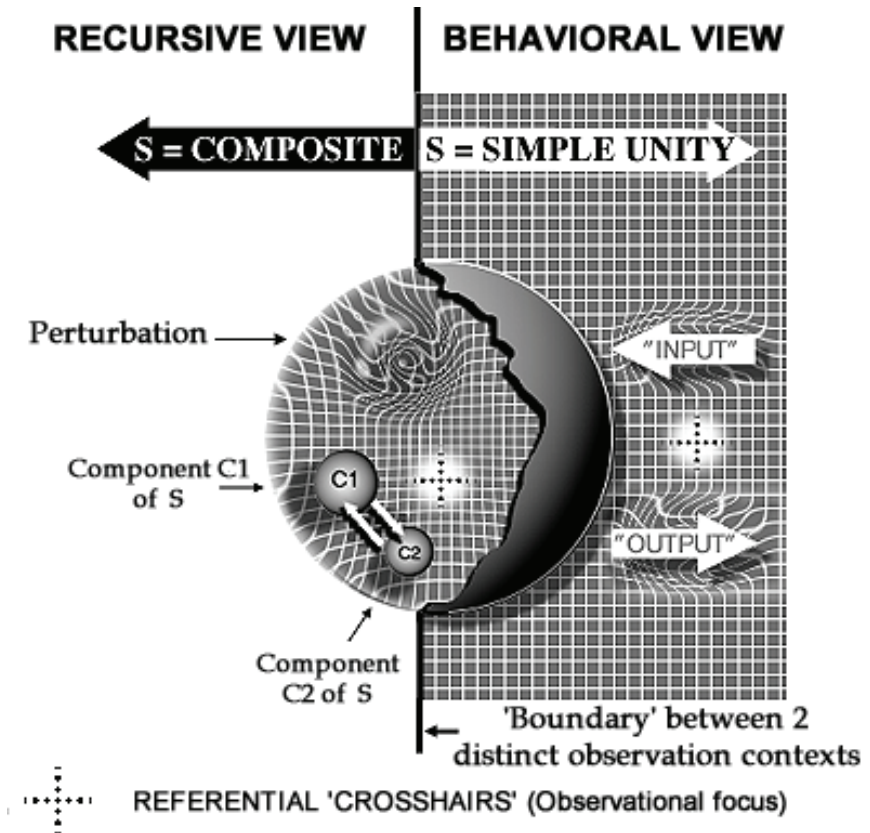 RECURSIVE VIEW
BEHAVIORAL VIEW
S = COMPOSITE
S = SIMPLE UNITY
Perturbation
"INPUT"
Component C1
of S
C1
C2
"OUTPUT"
Component
C2 of S
'Boundary' between 2
distinct observation contexts
REFERENTIAL 'CROSSHAIRS' (Observational focus)